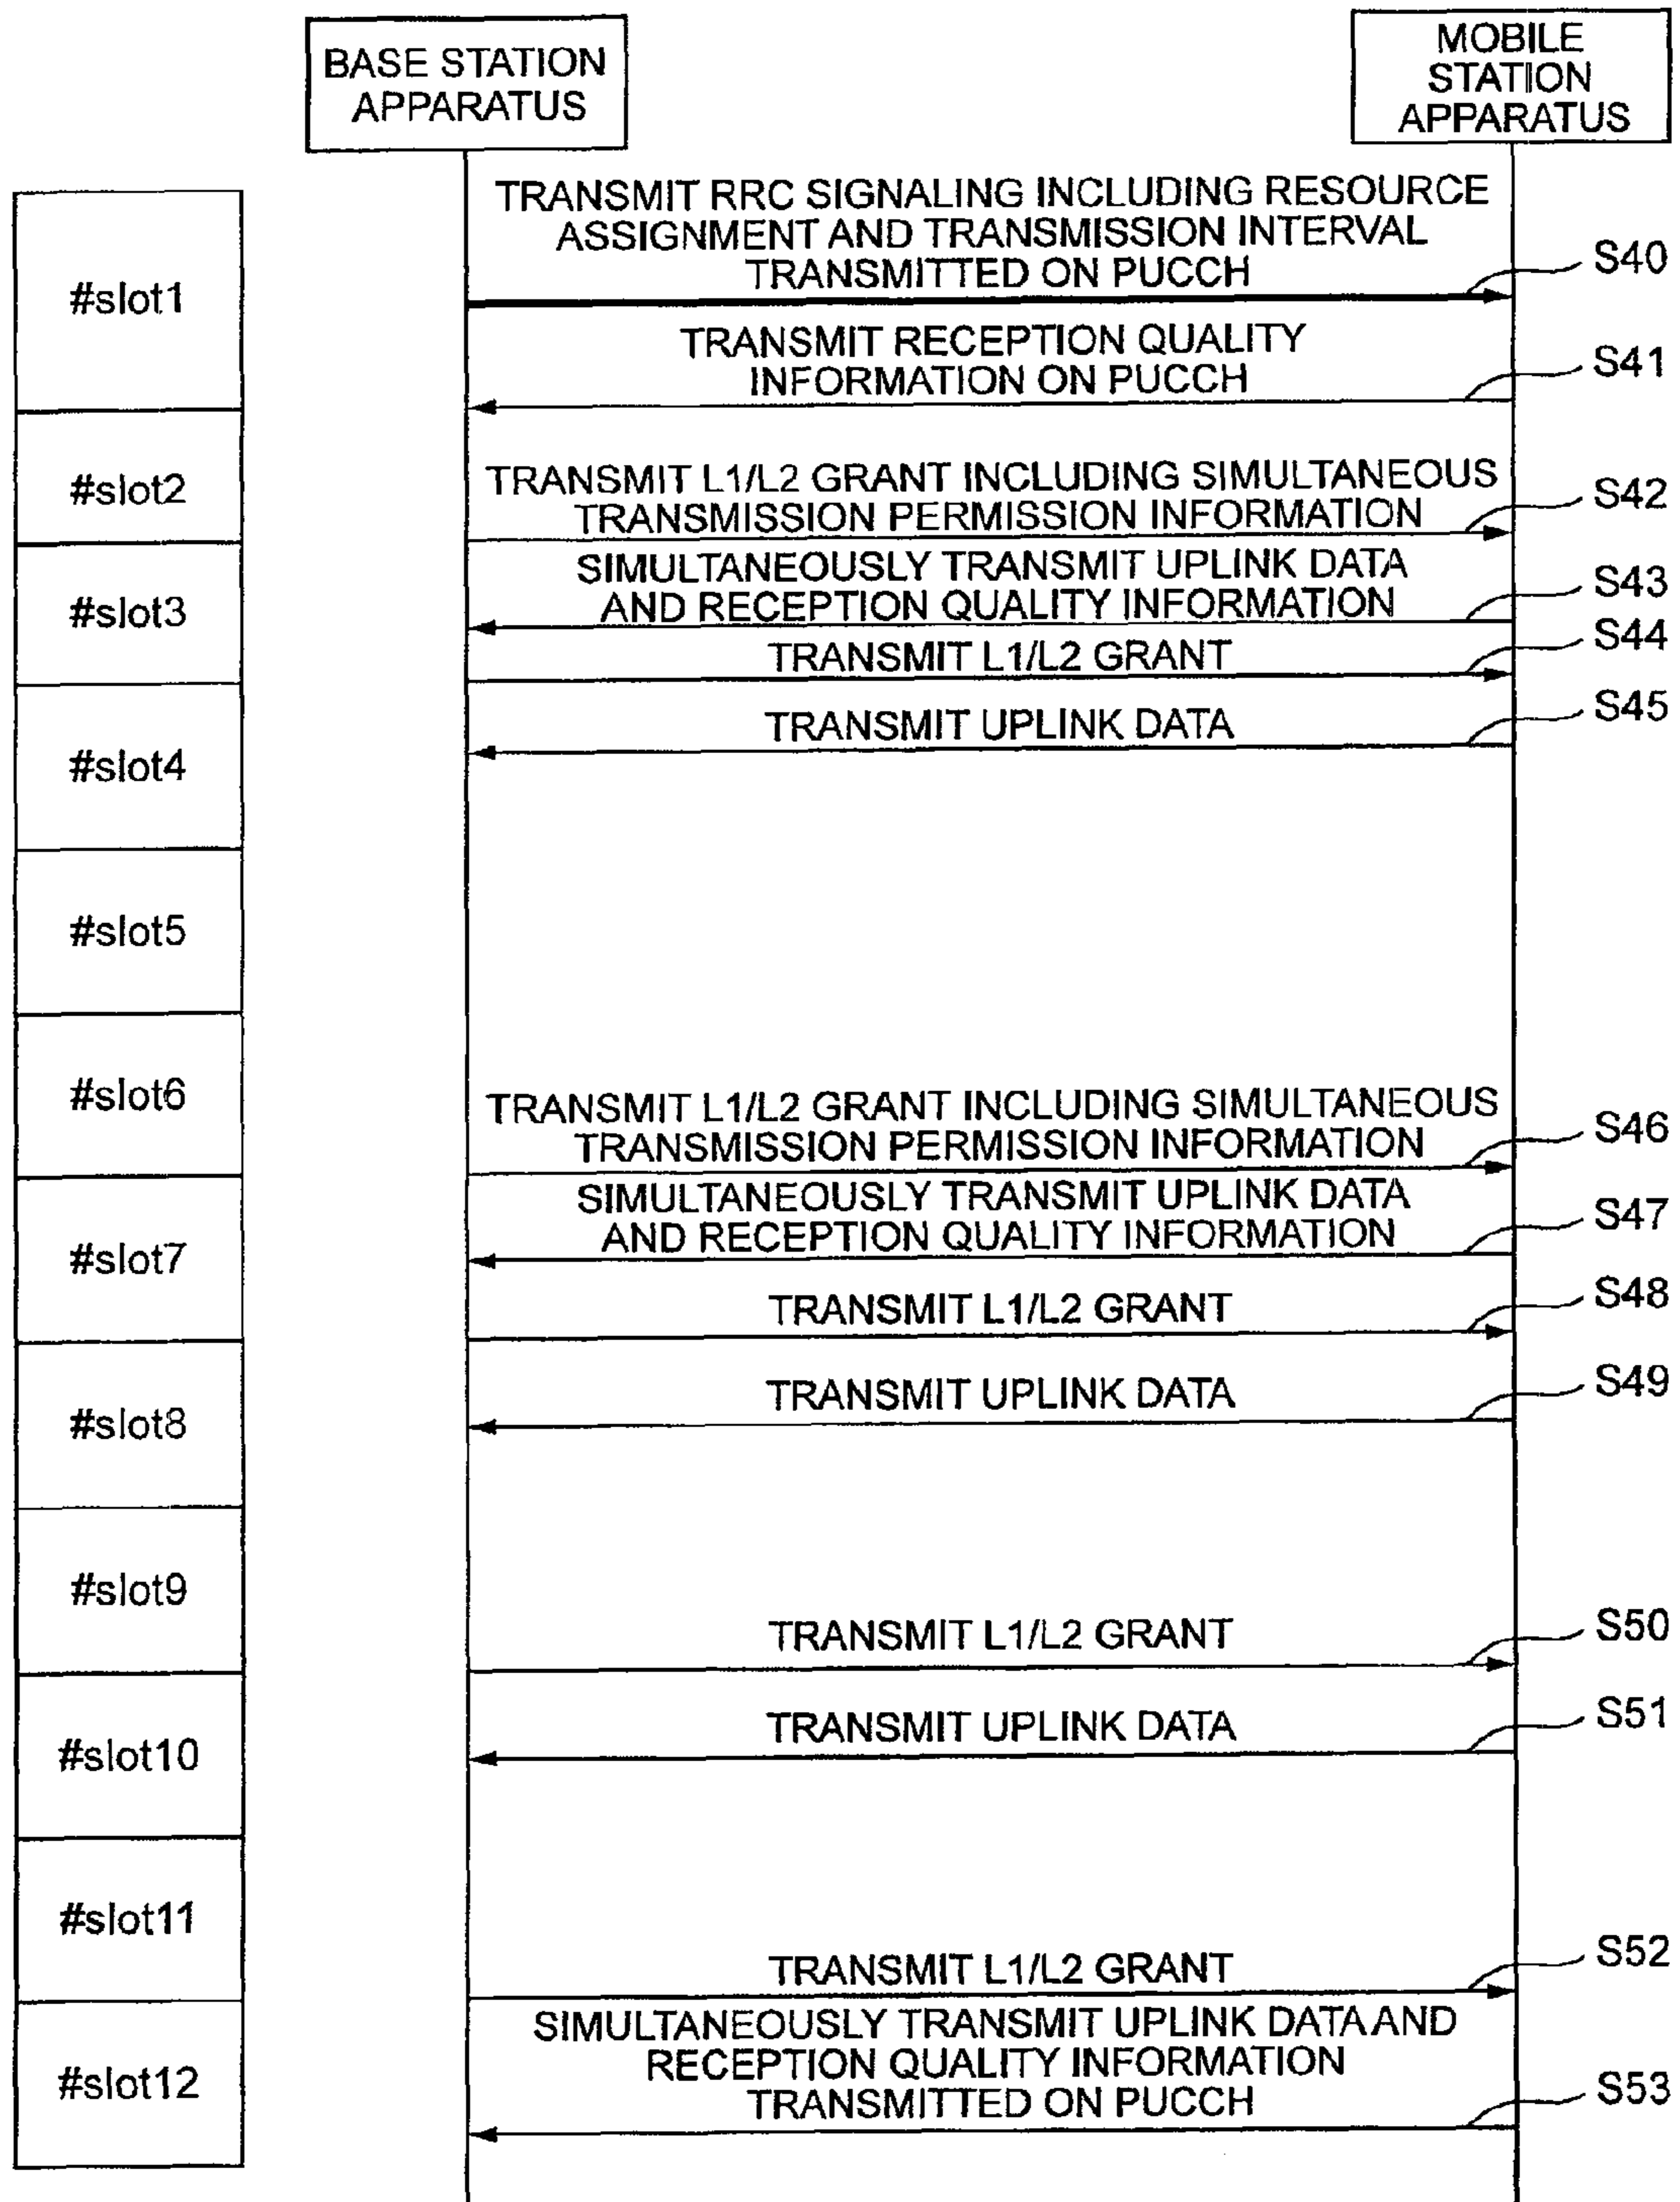 BASE STATION
APPARATUS
MOBILE
STATION
APPARATUS
#slot1
TRANSMIT RRC SIGNALING INCLUDING RESOURCE
ASSIGNMENT AND TRANSMISSION INTERVAL
TRANSMITTED ON PUCCH
S40
TRANSMIT RECEPTION QUALITY
INFORMATION ON PUCCH
S41
#slot2
TRANSMIT L1/L2 GRANT INCLUDING SIMULTANEOUS
TRANSMISSION PERMISSION INFORMATION
S42
#slot3
SIMULTANEOUSLY TRANSMIT UPLINK DATA
AND RECEPTION QUALITY INFORMATION
S43
TRANSMIT L1/L2 GRANT
S44
#slot4
TRANSMIT UPLINK DATA
S45
#slot5
#slot6
TRANSMIT L1/L2 GRANT INCLUDING SIMULTANEOUS
TRANSMISSION PERMISSION INFORMATION
S46
#slot7
SIMULTANEOUSLY TRANSMIT UPLINK DATA
AND RECEPTION QUALITY INFORMATION
S47
TRANSMIT L1/L2 GRANT
S48
#slot8
TRANSMIT UPLINK DATA
S49
#slot9
TRANSMIT L1/L2 GRANT
S50
#slot10
TRANSMIT UPLINK DATA
S51
#slot11
TRANSMIT L1/L2 GRANT
S52
#slot12
SIMULTANEOUSLY TRANSMIT UPLINK DATA AND
RECEPTION QUALITY INFORMATION
TRANSMITTED ON PUCCH
S53